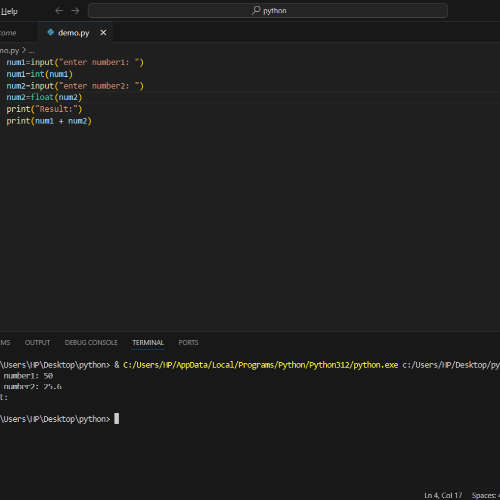 Help
python
come
demo.py
mo.py > ...
num1=input("enter number1: ")
num1=int(num1)
num2=input("enter number2: ")
num2=float(num2)
print("Result:")
print(num1 + num2)
MS OUTPUT DEBUG CONSOLE TERMINAL PORTS
\Users\HP\Desktop\python> & C:/Users/HP/AppData/Local/Programs/Python/Python312/python.exe c:/Users/HP/Desktop/py
number1: 50
number2: 25.6
t:
\Users\HP\Desktop\python>
Ln 4, Col 17 Spaces: